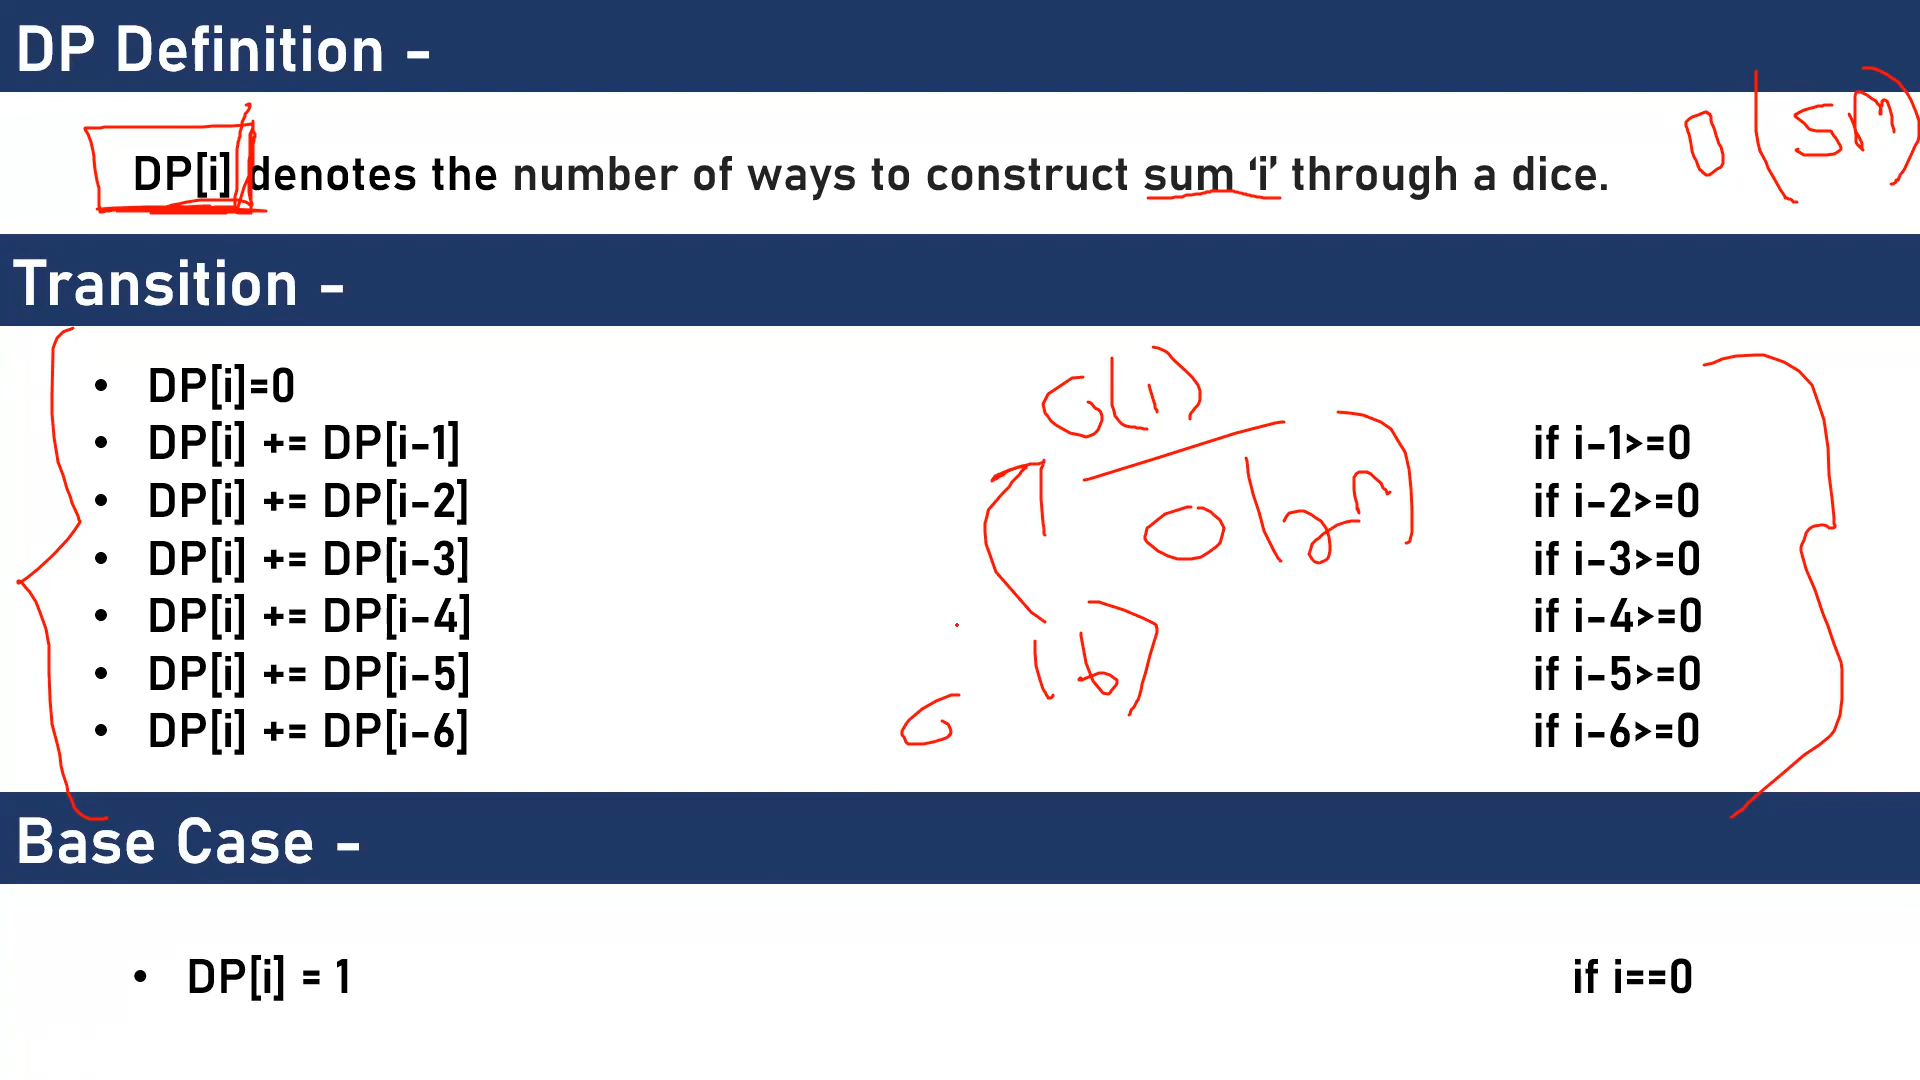 DP Definition -
DP[i] denotes the number of ways to construct sum ‘i’ through a dice.
Transition -
• DP[i]=0
• DP[i] += DP[i-1] if i-1>=0
• DP[i] += DP[i-2] if i-2>=0
• DP[i] += DP[i-3] if i-3>=0
• DP[i] += DP[i-4] if i-4>=0
• DP[i] += DP[i-5] if i-5>=0
• DP[i] += DP[i-6] if i-6>=0
O(1)
O(6)
Base Case -
• DP[i] = 1 if i==0